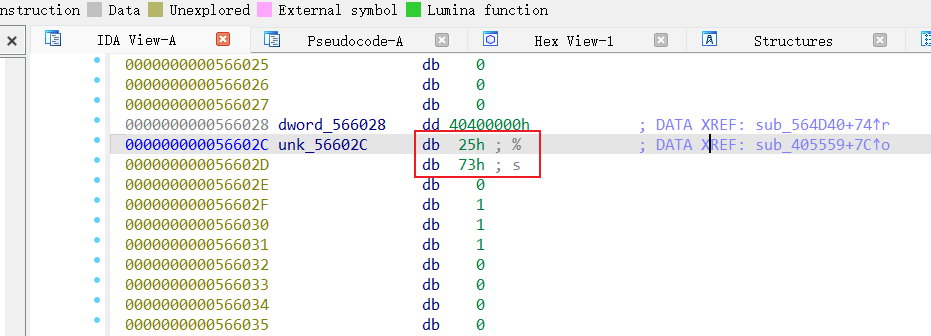 nstruction Data Unexplored External symbol Lumina function
IDA View-A Pseudocode-A Hex View-1 Structures
0000000000566025 db 0
0000000000566026 db 0
0000000000566027 db 0
0000000000566028 dword_566028 dd 40400000h ; DATA XREF: sub_564D40+74↑r
000000000056602C unk_56602C db 25h ; % ; DATA XREF: sub_405559+7C↑o
000000000056602D db 73h ; s
000000000056602E db 0
000000000056602F db 1
0000000000566030 db 1
0000000000566031 db 1
0000000000566032 db 0
0000000000566033 db 0
0000000000566034 db 0
0000000000566035 db 0